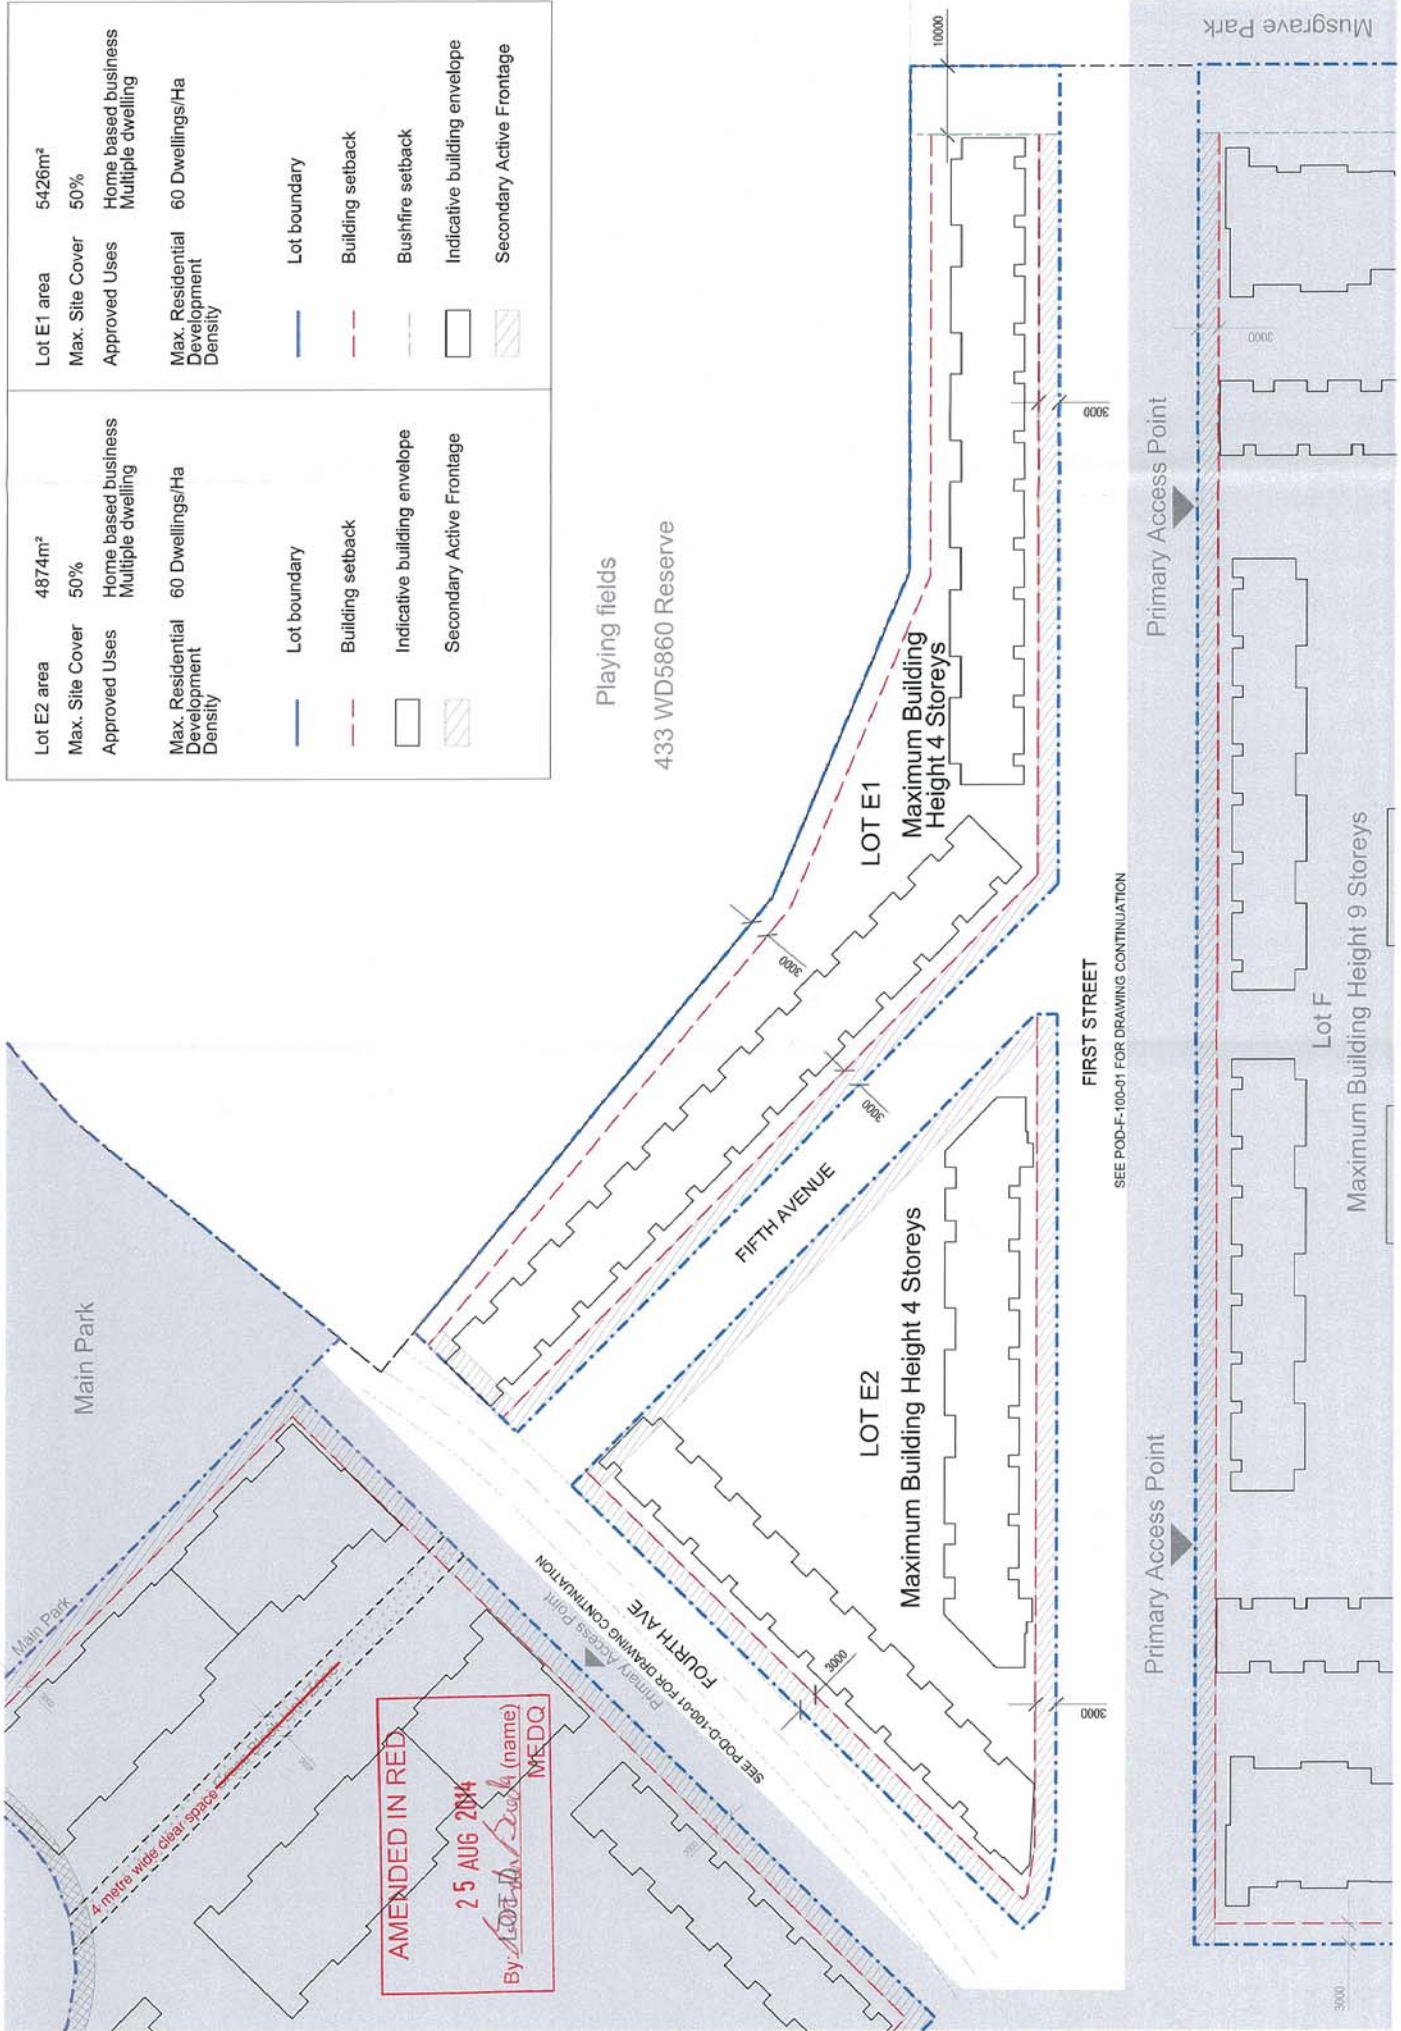 Lot E2 area 4874m²
Max. Site Cover 50%
Approved Uses Home based business
Multiple dwelling
Max. Residential 60 Dwellings/Ha
Development
Density
Lot boundary
Building setback
Indicative building envelope
Secondary Active Frontage
Lot E1 area 5426m²
Max. Site Cover 50%
Approved Uses Home based business
Multiple dwelling
Max. Residential 60 Dwellings/Ha
Development
Density
Lot boundary
Building setback
Bushfire setback
Indicative building envelope
Secondary Active Frontage
Main Park
Main Park
4 metre wide clear space
AMENDED IN RED
25 AUG 2014
By: (name)
MEDQ
Playing fields
433 WD5860 Reserve
Primary Access Point
SEE POD-D-100-01 FOR DRAWING CONTINUATION
FOURTH AVE
3000
LOT E2
Maximum Building Height 4 Storeys
FIFTH AVENUE
3000
3000
LOT E1
Maximum Building
Height 4 Storeys
10000
3000
3000
FIRST STREET
SEE POD-F-100-01 FOR DRAWING CONTINUATION
Primary Access Point
Primary Access Point
Musgrave Park
3000
Lot F
Maximum Building Height 9 Storeys
3000